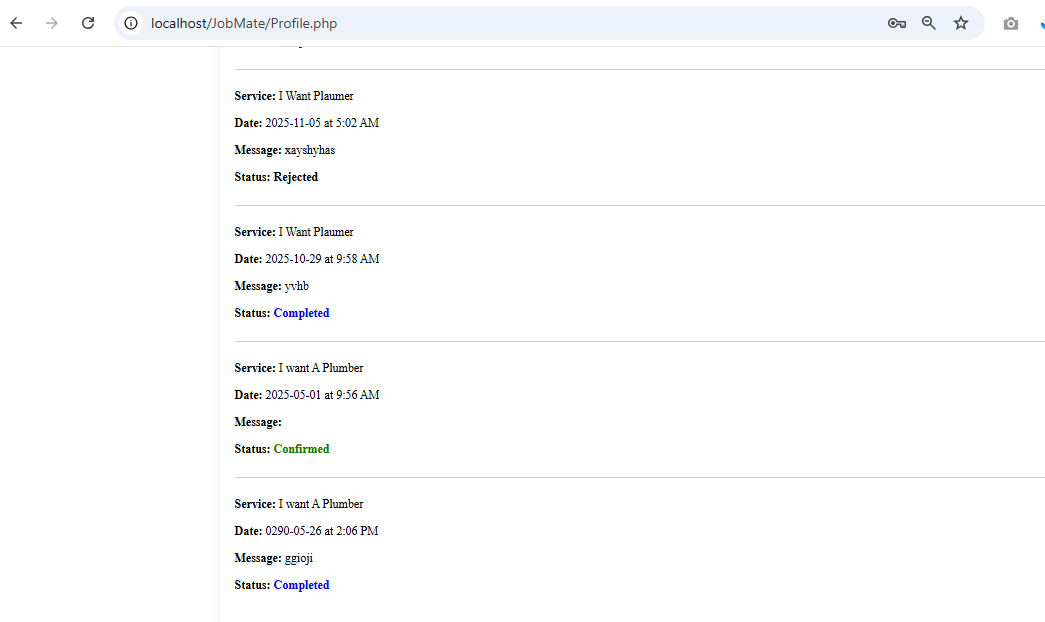 localhost/JobMate/Profile.php
Service: I Want Plaumer
Date: 2025-11-05 at 5:02 AM
Message: xayshyhas
Status: Rejected
Service: I Want Plaumer
Date: 2025-10-29 at 9:58 AM
Message: yvhb
Status: Completed
Service: I want A Plumber
Date: 2025-05-01 at 9:56 AM
Message:
Status: Confirmed
Service: I want A Plumber
Date: 0290-05-26 at 2:06 PM
Message: ggioji
Status: Completed